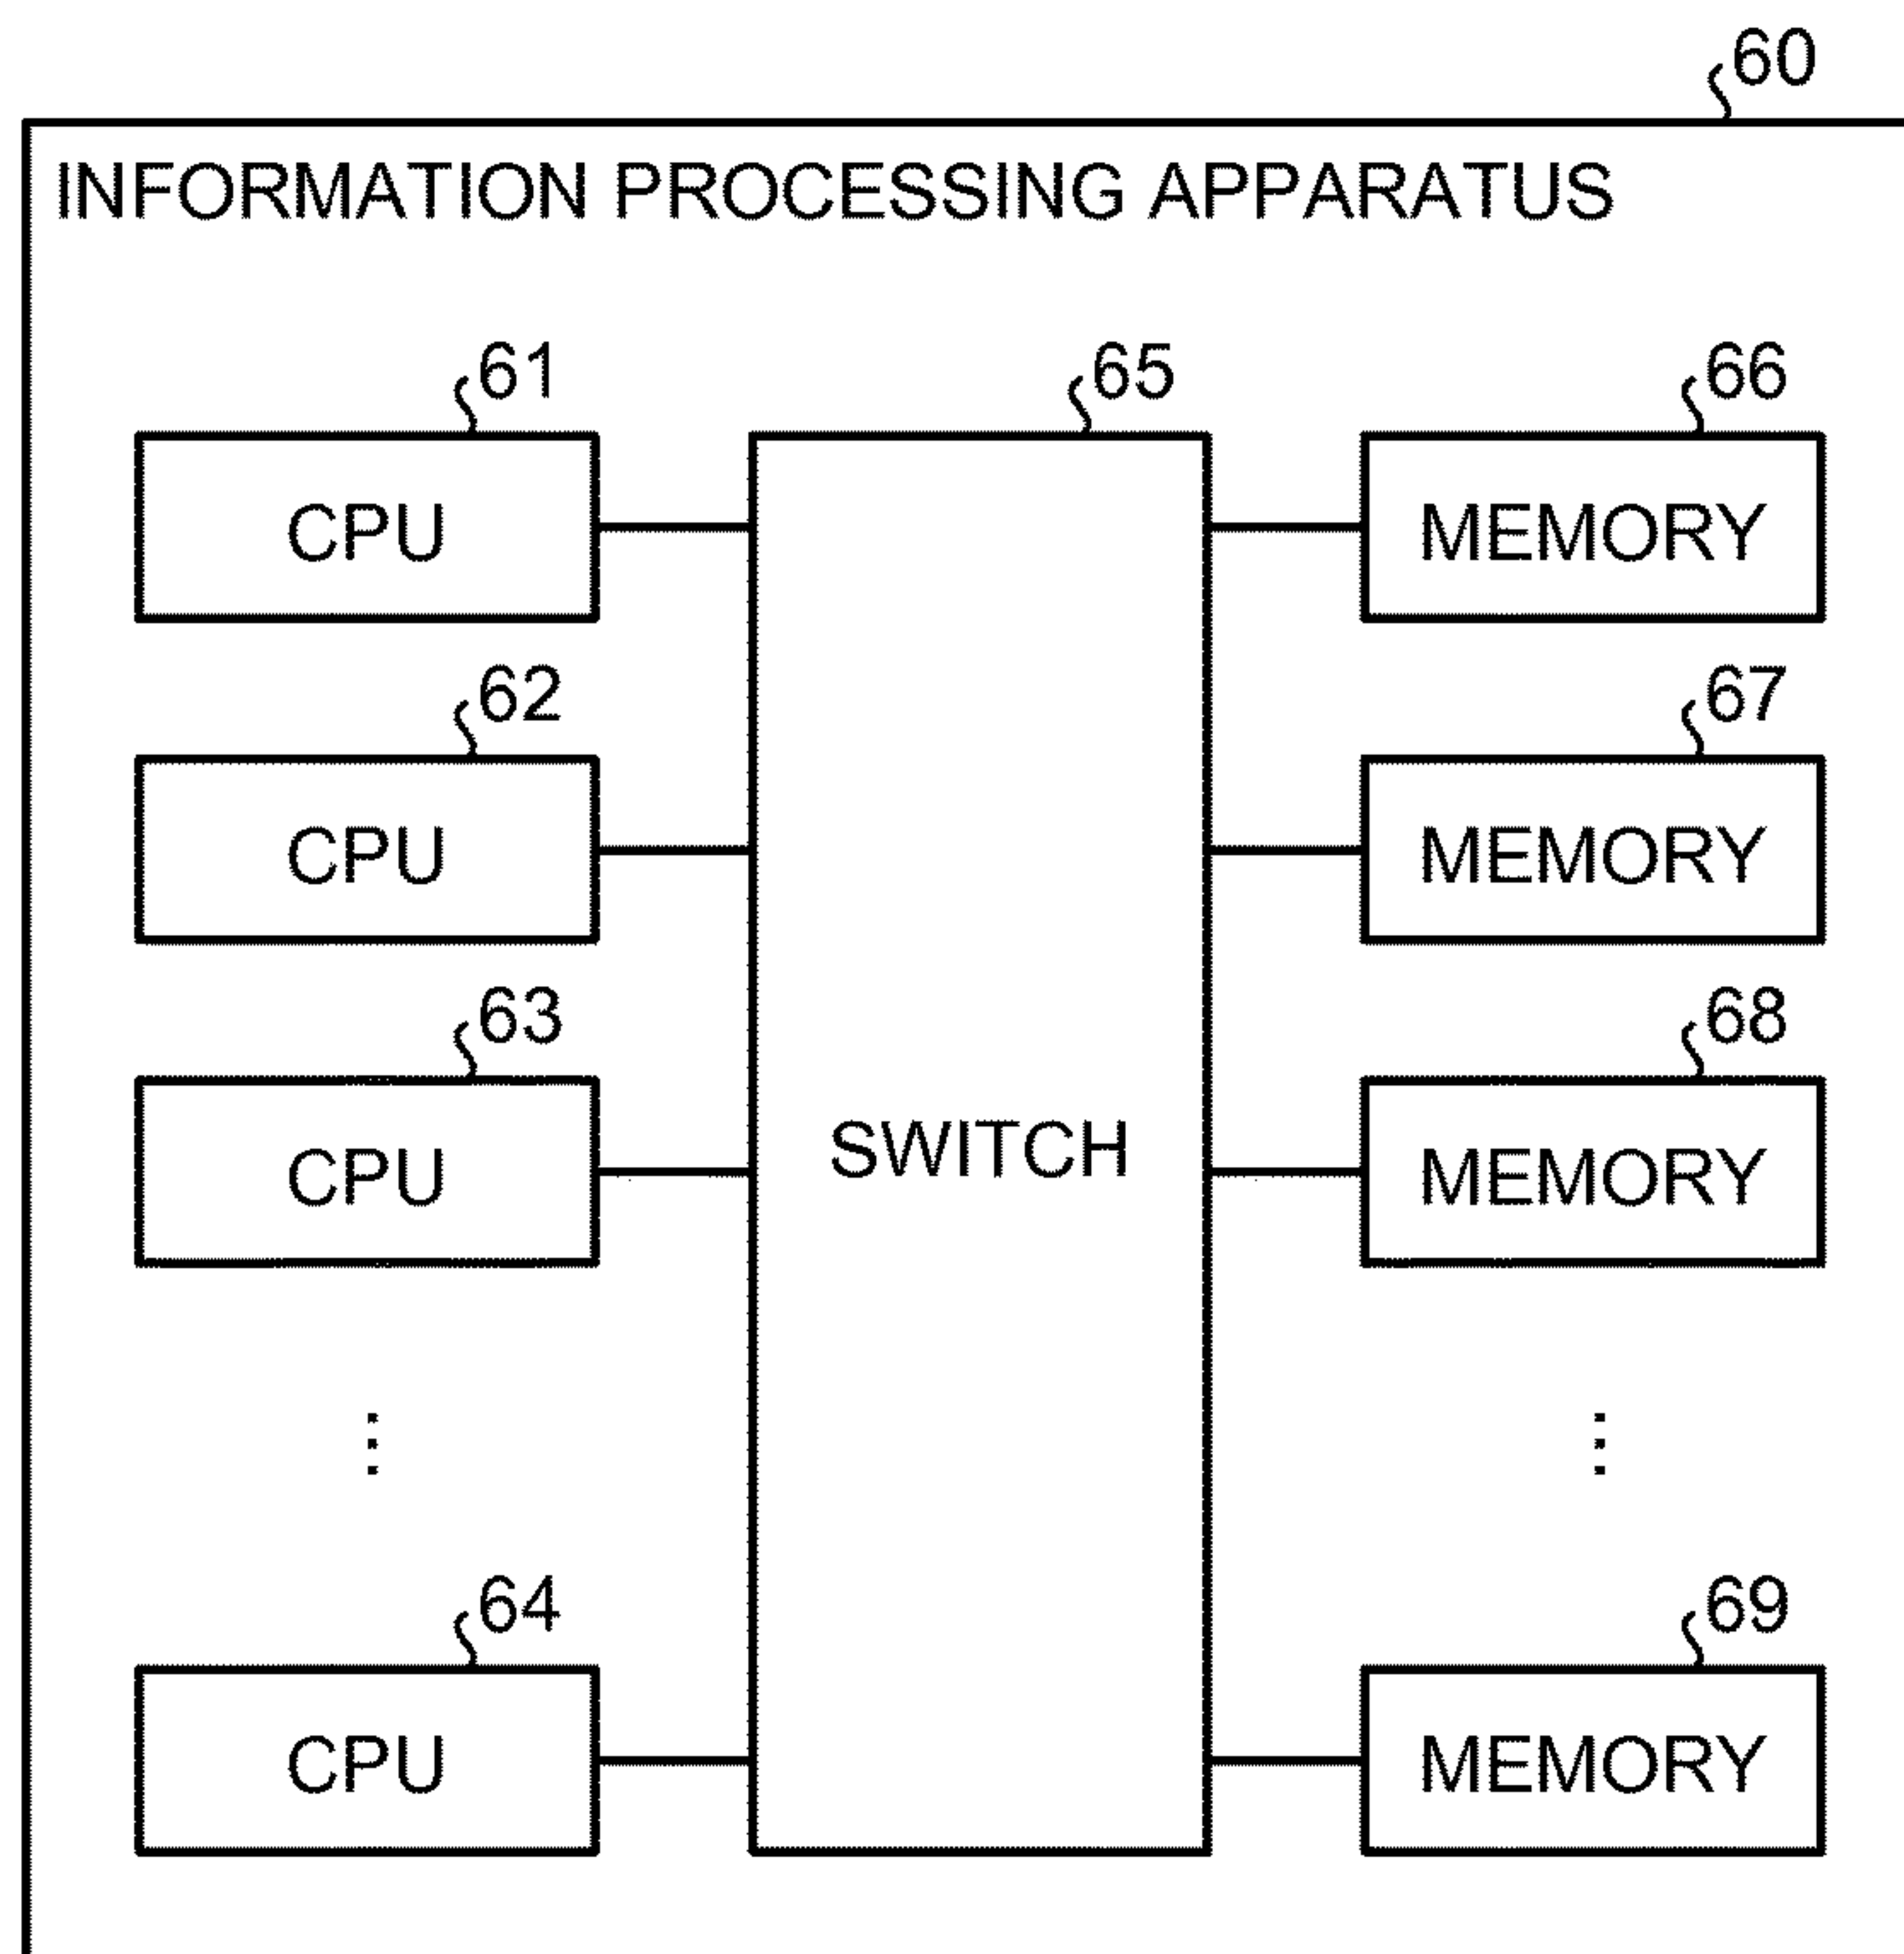 60
INFORMATION PROCESSING APPARATUS
61 65 66
CPU MEMORY
62 67
CPU MEMORY
63 68
CPU SWITCH MEMORY
64 69
CPU MEMORY